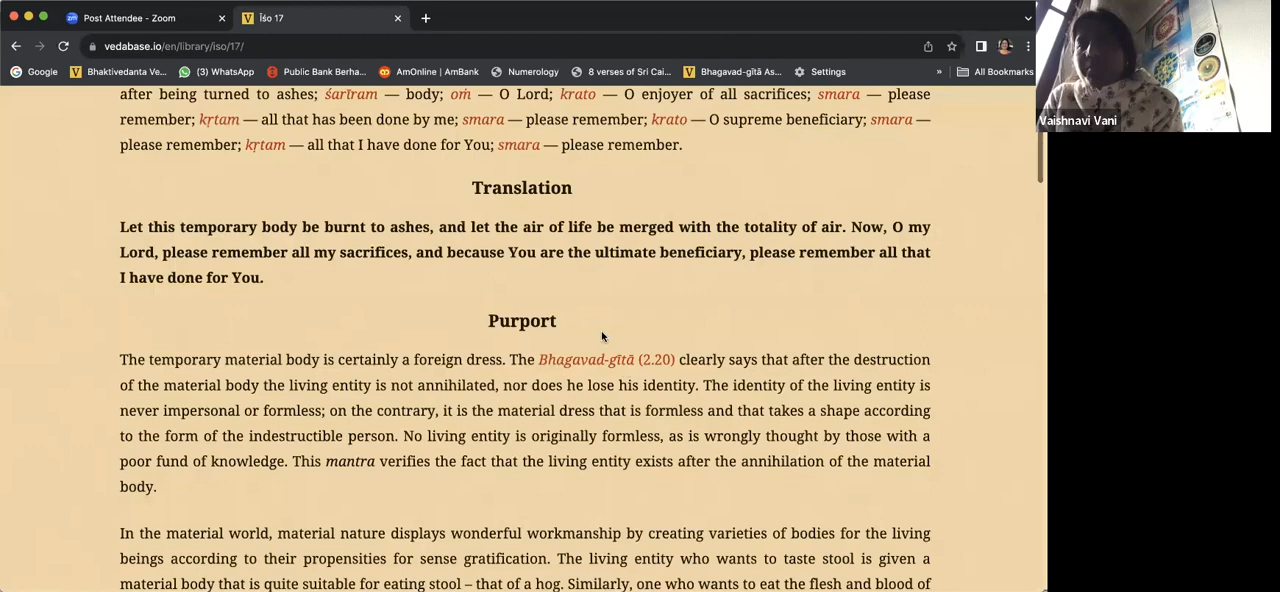 Post Attendee - Zoom
Īśo 17
vedabase.io/en/library/iso/17/
Google
Bhaktivedanta Ve...
(3) WhatsApp
Public Bank Berha...
AmOnline | AmBank
Numerology
8 verses of Sri Cai...
Bhagavad-gītā As...
Settings
»
All Bookmarks
Vaishnavi Vani
after being turned to ashes; śarīram — body; oṁ — O Lord; krato — O enjoyer of all sacrifices; smara — please
remember; kṛtam — all that has been done by me; smara — please remember; krato — O supreme beneficiary; smara —
please remember; kṛtam — all that I have done for You; smara — please remember.
Translation
Let this temporary body be burnt to ashes, and let the air of life be merged with the totality of air. Now, O my
Lord, please remember all my sacrifices, and because You are the ultimate beneficiary, please remember all that
I have done for You.
Purport
The temporary material body is certainly a foreign dress. The Bhagavad-gītā (2.20) clearly says that after the destruction
of the material body the living entity is not annihilated, nor does he lose his identity. The identity of the living entity is
never impersonal or formless; on the contrary, it is the material dress that is formless and that takes a shape according
to the form of the indestructible person. No living entity is originally formless, as is wrongly thought by those with a
poor fund of knowledge. This mantra verifies the fact that the living entity exists after the annihilation of the material
body.
In the material world, material nature displays wonderful workmanship by creating varieties of bodies for the living
beings according to their propensities for sense gratification. The living entity who wants to taste stool is given a
material body that is quite suitable for eating stool – that of a hog. Similarly, one who wants to eat the flesh and blood of